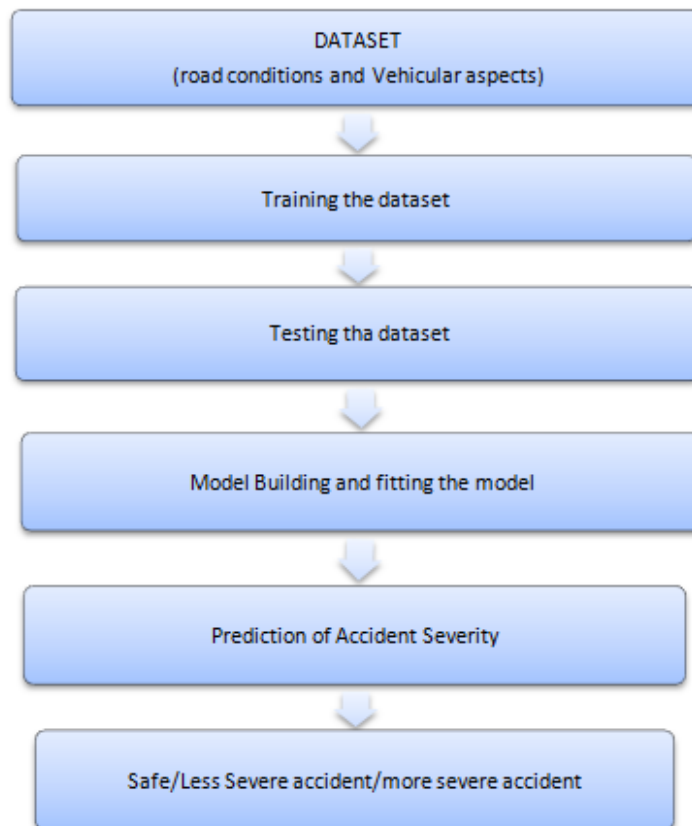 DATASET
(road conditions and Vehicular aspects)
Training the dataset
Testing tha dataset
Model Building and fitting the model
Prediction of Accident Severity
Safe/Less Severe accident/more severe accident